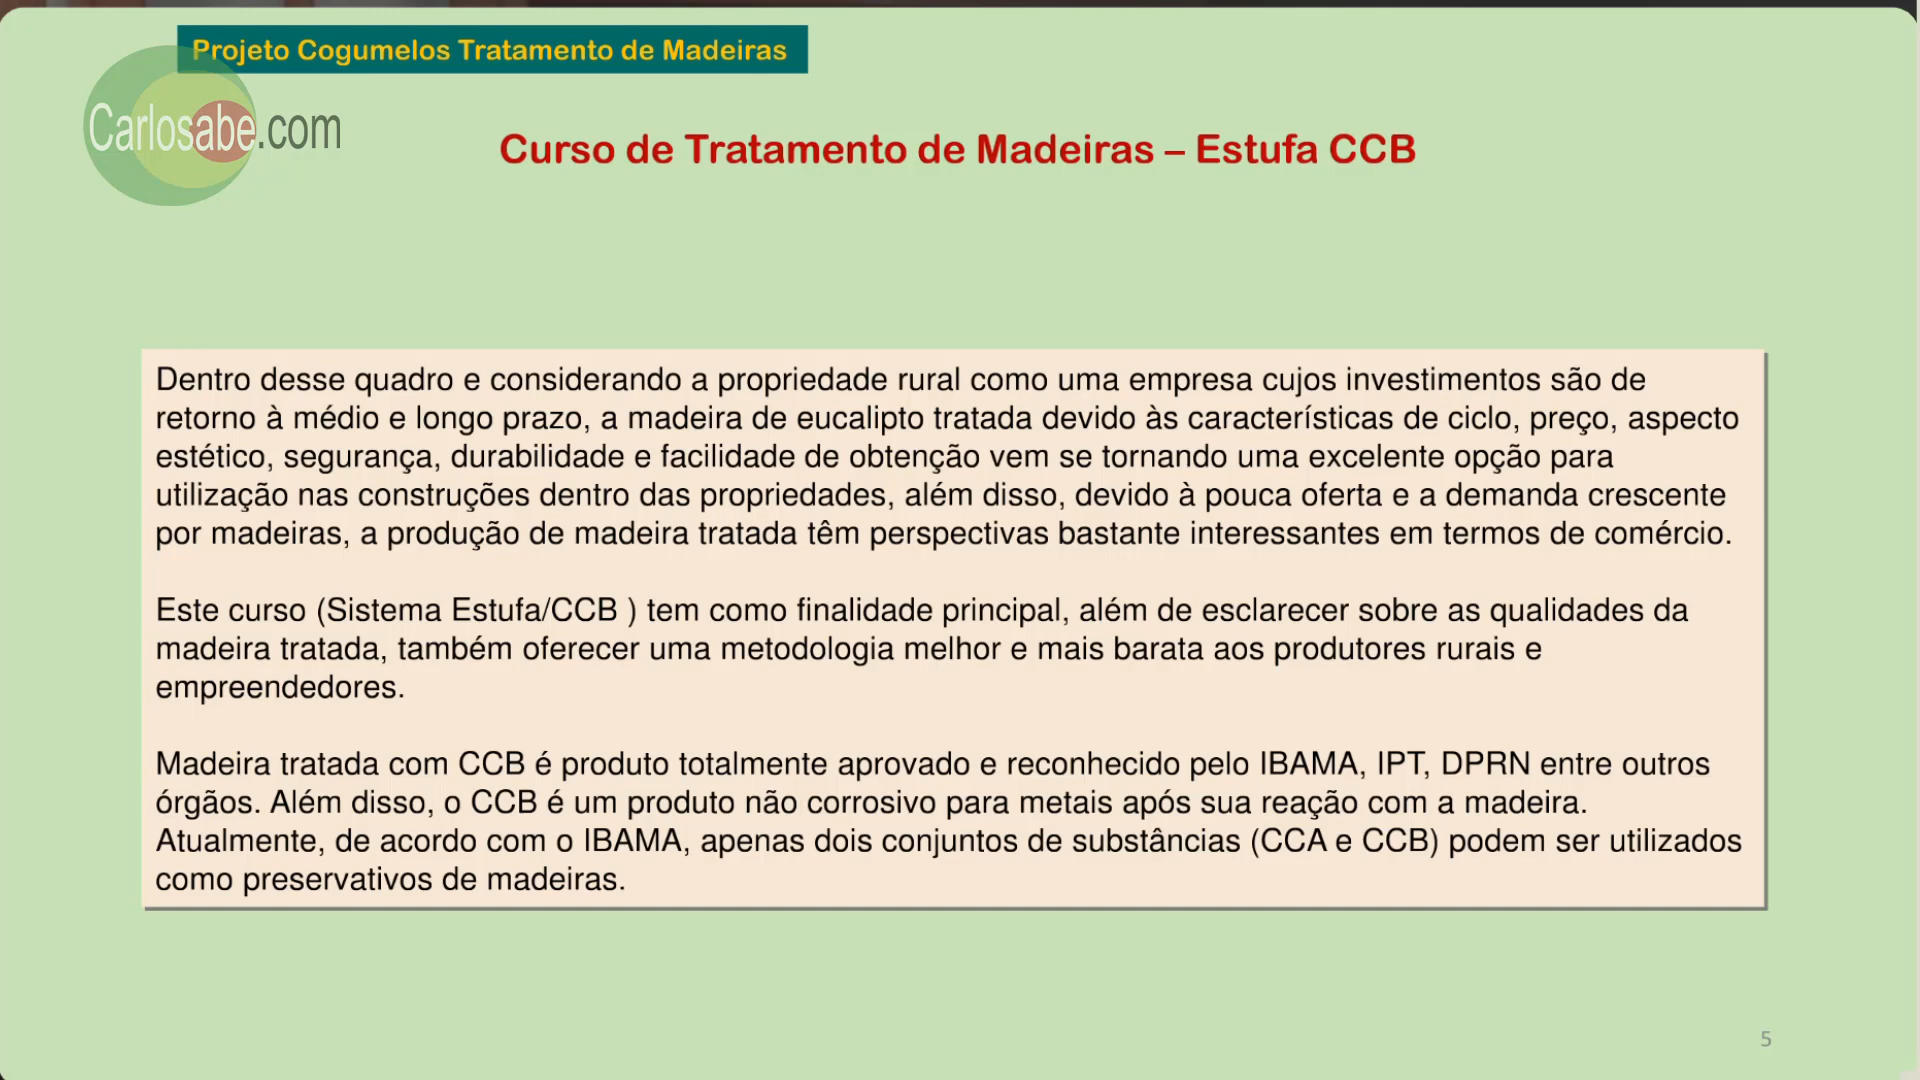 Projeto Cogumelos Tratamento de Madeiras
Carlosabe.com
Curso de Tratamento de Madeiras – Estufa CCB
Dentro desse quadro e considerando a propriedade rural como uma empresa cujos investimentos são de
retorno à médio e longo prazo, a madeira de eucalipto tratada devido às características de ciclo, preço, aspecto
estético, segurança, durabilidade e facilidade de obtenção vem se tornando uma excelente opção para
utilização nas construções dentro das propriedades, além disso, devido à pouca oferta e a demanda crescente
por madeiras, a produção de madeira tratada têm perspectivas bastante interessantes em termos de comércio.
Este curso (Sistema Estufa/CCB ) tem como finalidade principal, além de esclarecer sobre as qualidades da
madeira tratada, também oferecer uma metodologia melhor e mais barata aos produtores rurais e
empreendedores.
Madeira tratada com CCB é produto totalmente aprovado e reconhecido pelo IBAMA, IPT, DPRN entre outros
órgãos. Além disso, o CCB é um produto não corrosivo para metais após sua reação com a madeira.
Atualmente, de acordo com o IBAMA, apenas dois conjuntos de substâncias (CCA e CCB) podem ser utilizados
como preservativos de madeiras.
5